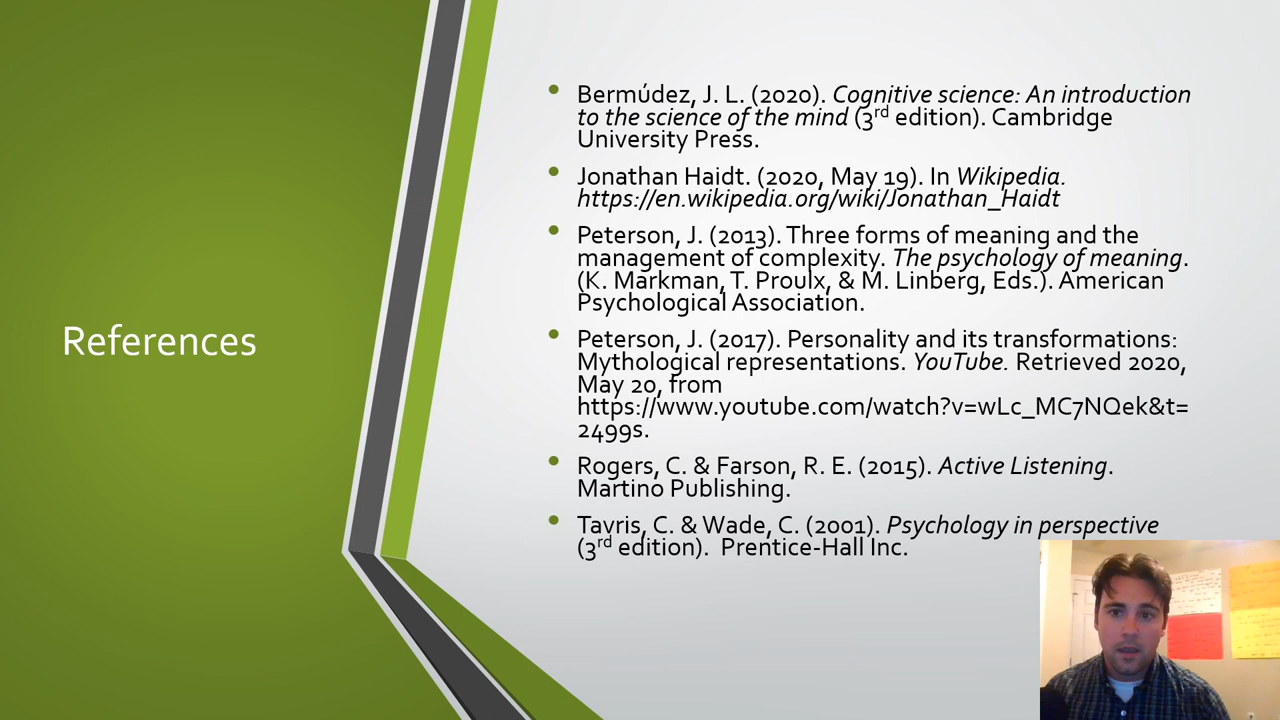 References
Bermúdez, J. L. (2020). Cognitive science: An introduction
to the science of the mind (3rd edition). Cambridge
University Press.
Jonathan Haidt. (2020, May 19). In Wikipedia.
https://en.wikipedia.org/wiki/Jonathan_Haidt
Peterson, J. (2013). Three forms of meaning and the
management of complexity. The psychology of meaning.
(K. Markman, T. Proulx, & M. Linberg, Eds.). American
Psychological Association.
Peterson, J. (2017). Personality and its transformations:
Mythological representations. YouTube. Retrieved 2020,
May 20, from
https://www.youtube.com/watch?v=wLc_MC7NQek&t=
2499s.
Rogers, C. & Farson, R. E. (2015). Active Listening.
Martino Publishing.
Tavris, C. & Wade, C. (2001). Psychology in perspective
(3rd edition).  Prentice-Hall Inc.